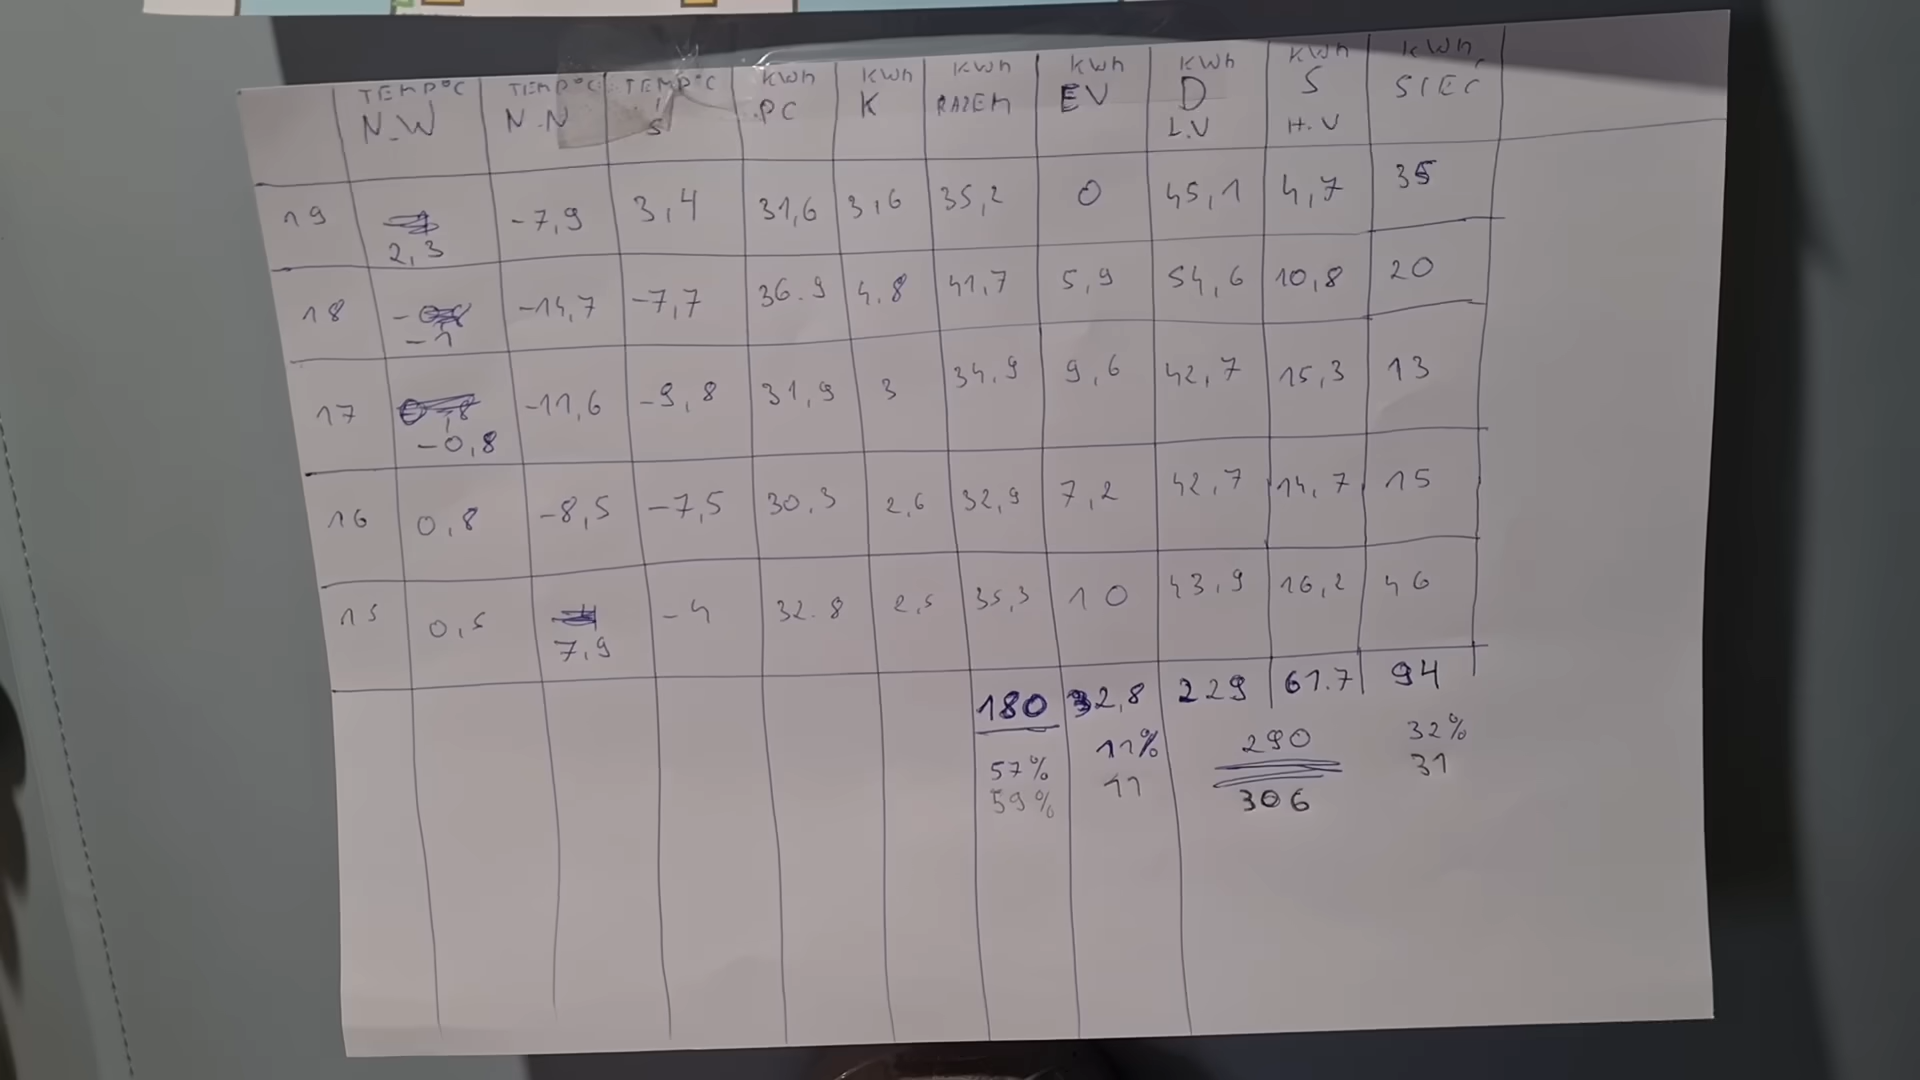 TEMP°C TEMP°C TEMP°C KWh KWh KWh KWh KWh KWh KWh
N-W N-N Ś PC K RAZEM EV D S SIEĆ
L.V H.V
19 2,3 -7,9 3,4 31,6 3,6 35,2 0 45,1 4,7 35
18 -1 -14,7 -7,7 36.9 4,8 41,7 5,9 54,6 10,8 20
17 -0,8 -11,6 -9,8 31,9 3 34,9 9,6 42,7 15,3 13
16 0,8 -8,5 -7,5 30,3 2,6 32,9 7,2 42,7 14,7 15
15 0,5 7,9 -4 32.8 2,5 35,3 10 43,9 16,2 46
180 32,8 229 61.7 94
57% 11% 290 32%
59% 11 306 31